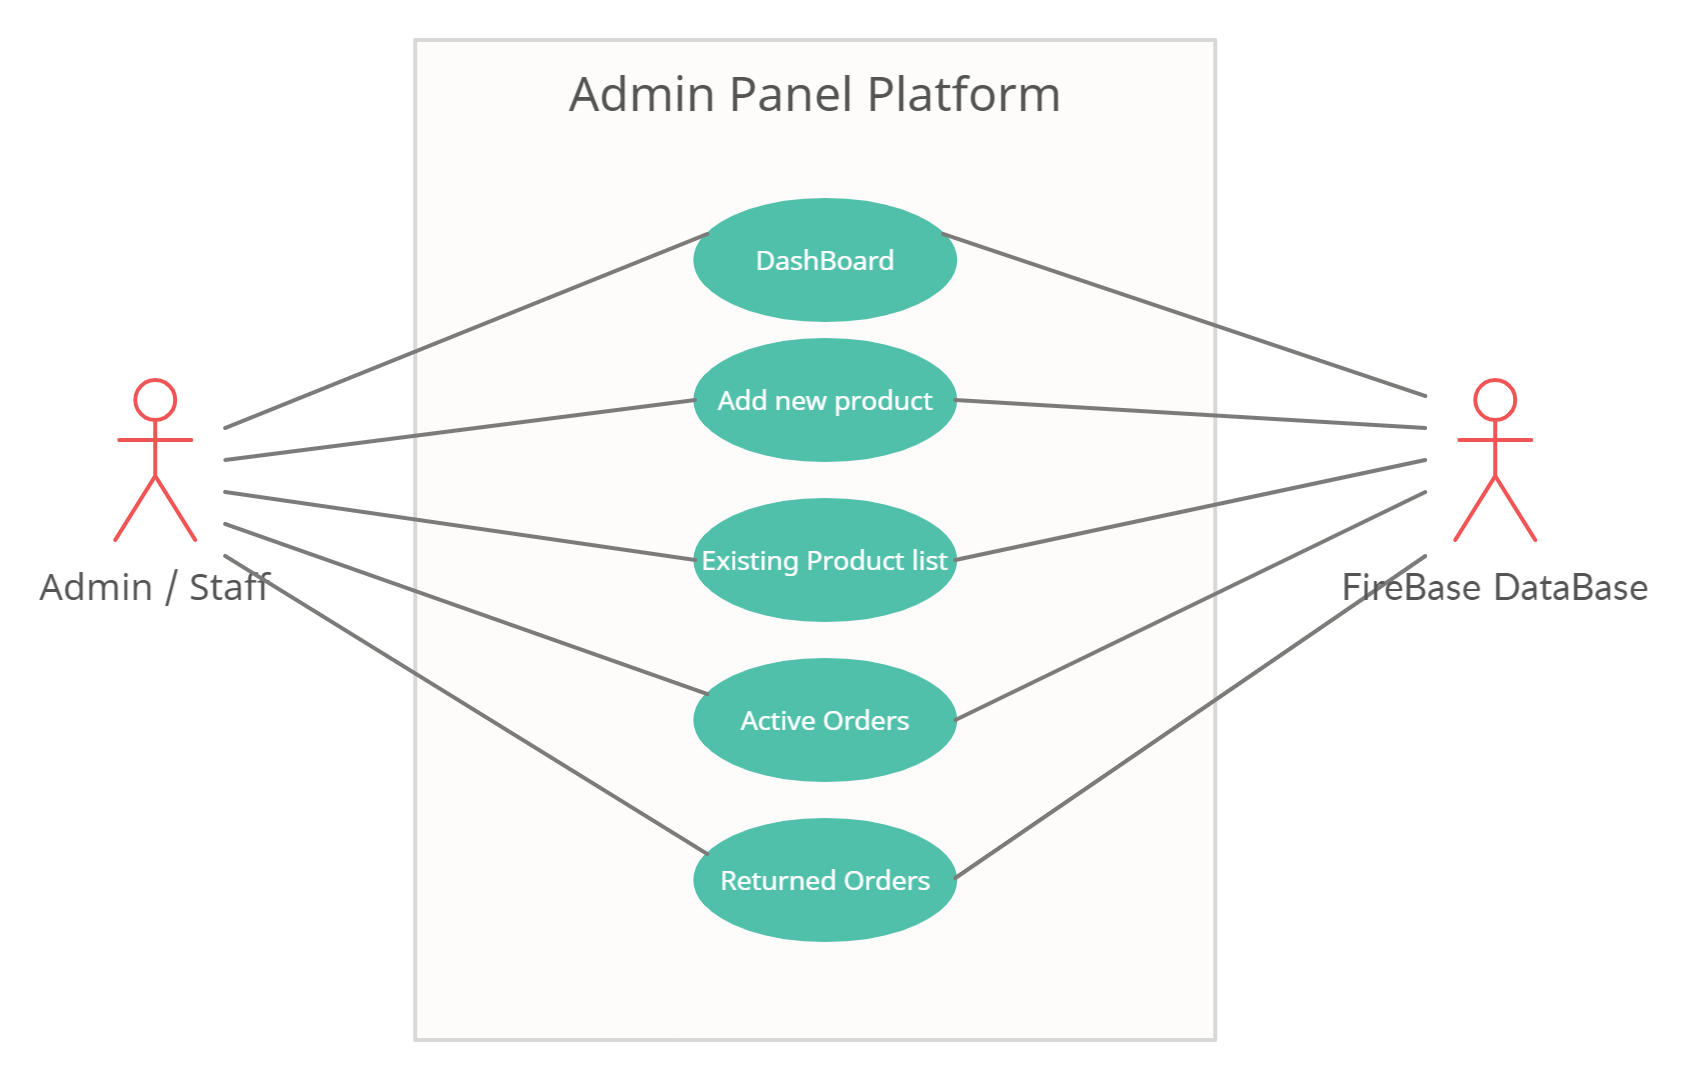 Admin Panel Platform
DashBoard
Add new product
Existing Product list
Active Orders
Returned Orders
Admin / Staff
FireBase DataBase